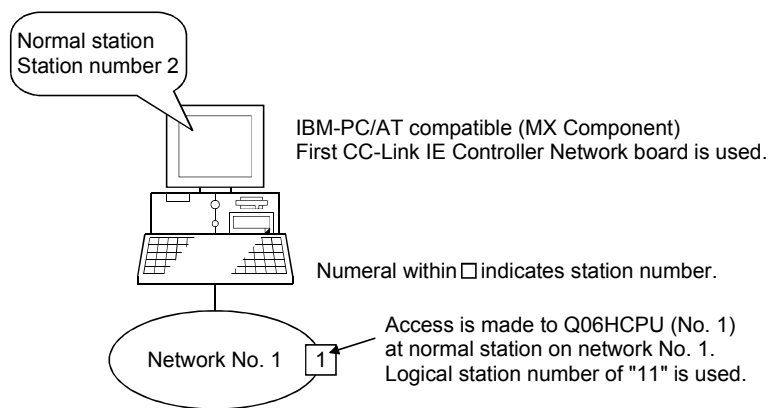 Normal station
Station number 2
IBM-PC/AT compatible (MX Component)
First CC-Link IE Controller Network board is used.
Numeral within □ indicates station number.
Network No. 1
1
Access is made to Q06HCPU (No. 1)
at normal station on network No. 1.
Logical station number of "11" is used.